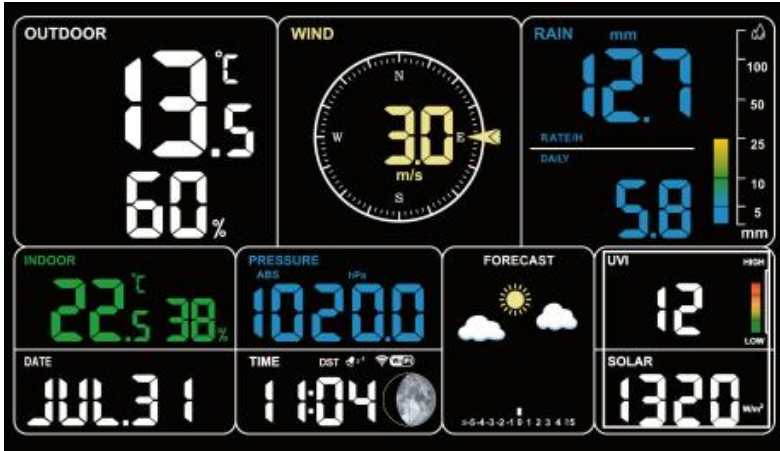 OUTDOOR
13.5 °C
60%
WIND
N
W
E
S
3.0
m/s
RAIN mm
12.7
RATE/H
DAILY
5.8
100
50
25
10
5
mm
INDOOR
22.5 °C 38%
PRESSURE
ABS hPa
1020.0
FORECAST
UVI
HIGH
12
LOW
DATE
JUL.31
TIME DST Wi-Fi
11:04
SOLAR
1320 W/m²